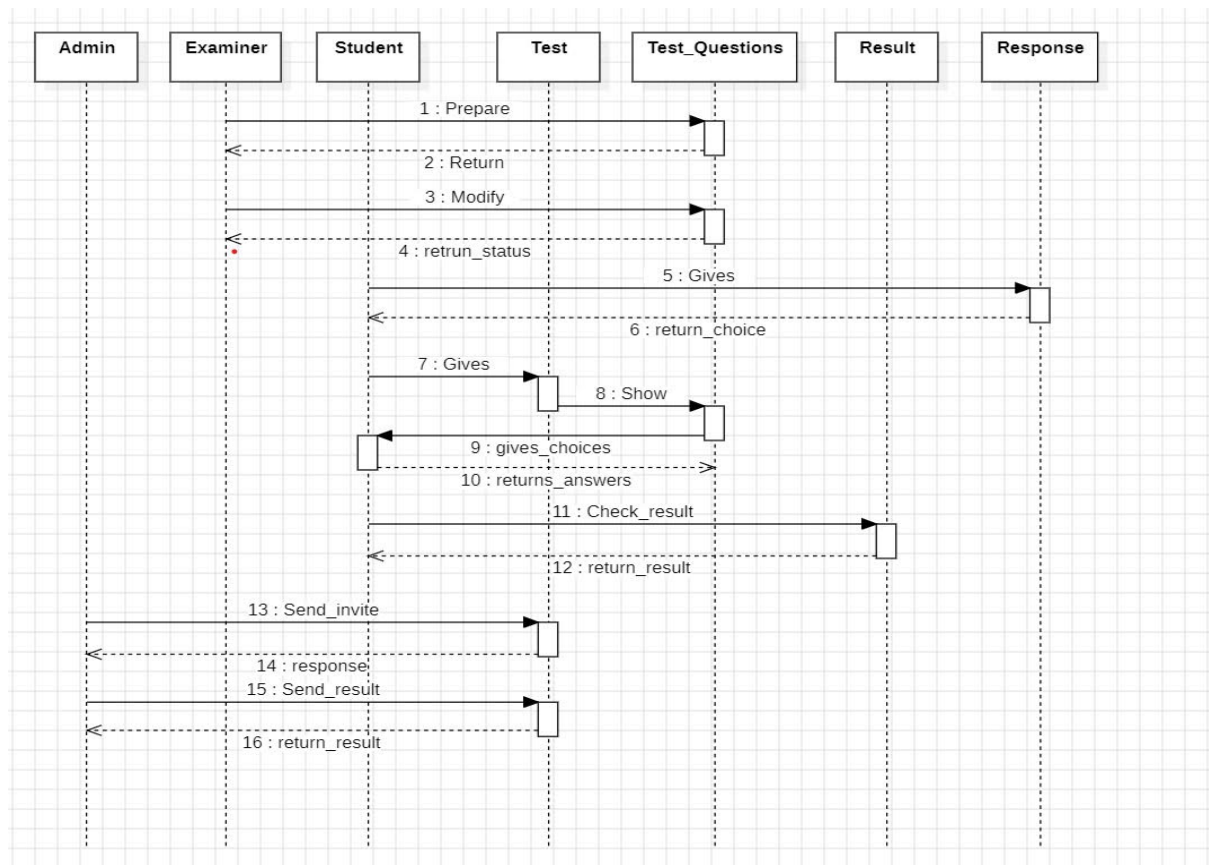 Admin
Examiner
Student
Test
Test_Questions
Result
Response
1 : Prepare
2 : Return
3 : Modify
4 : retrun_status
5 : Gives
6 : return_choice
7 : Gives
8 : Show
9 : gives_choices
10 : returns_answers
11 : Check_result
12 : return_result
13 : Send_invite
14 : response
15 : Send_result
16 : return_result